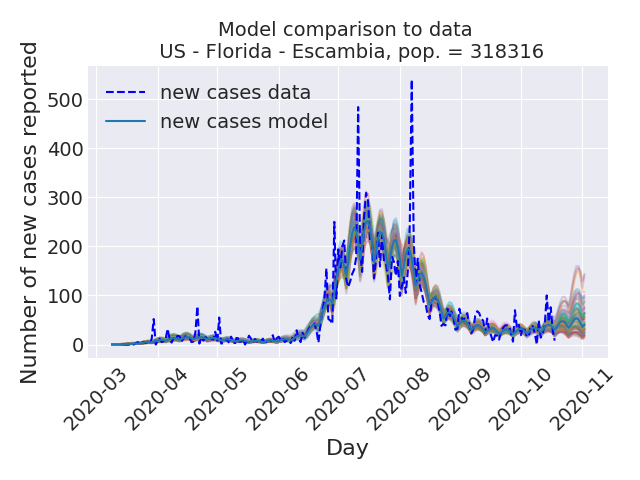 Model comparison to data
US - Florida - Escambia, pop. = 318316
Number of new cases reported
500
400
300
200
100
0
new cases data
new cases model
2020-03
2020-04
2020-05
2020-06
2020-07
2020-08
2020-09
2020-10
2020-11
Day